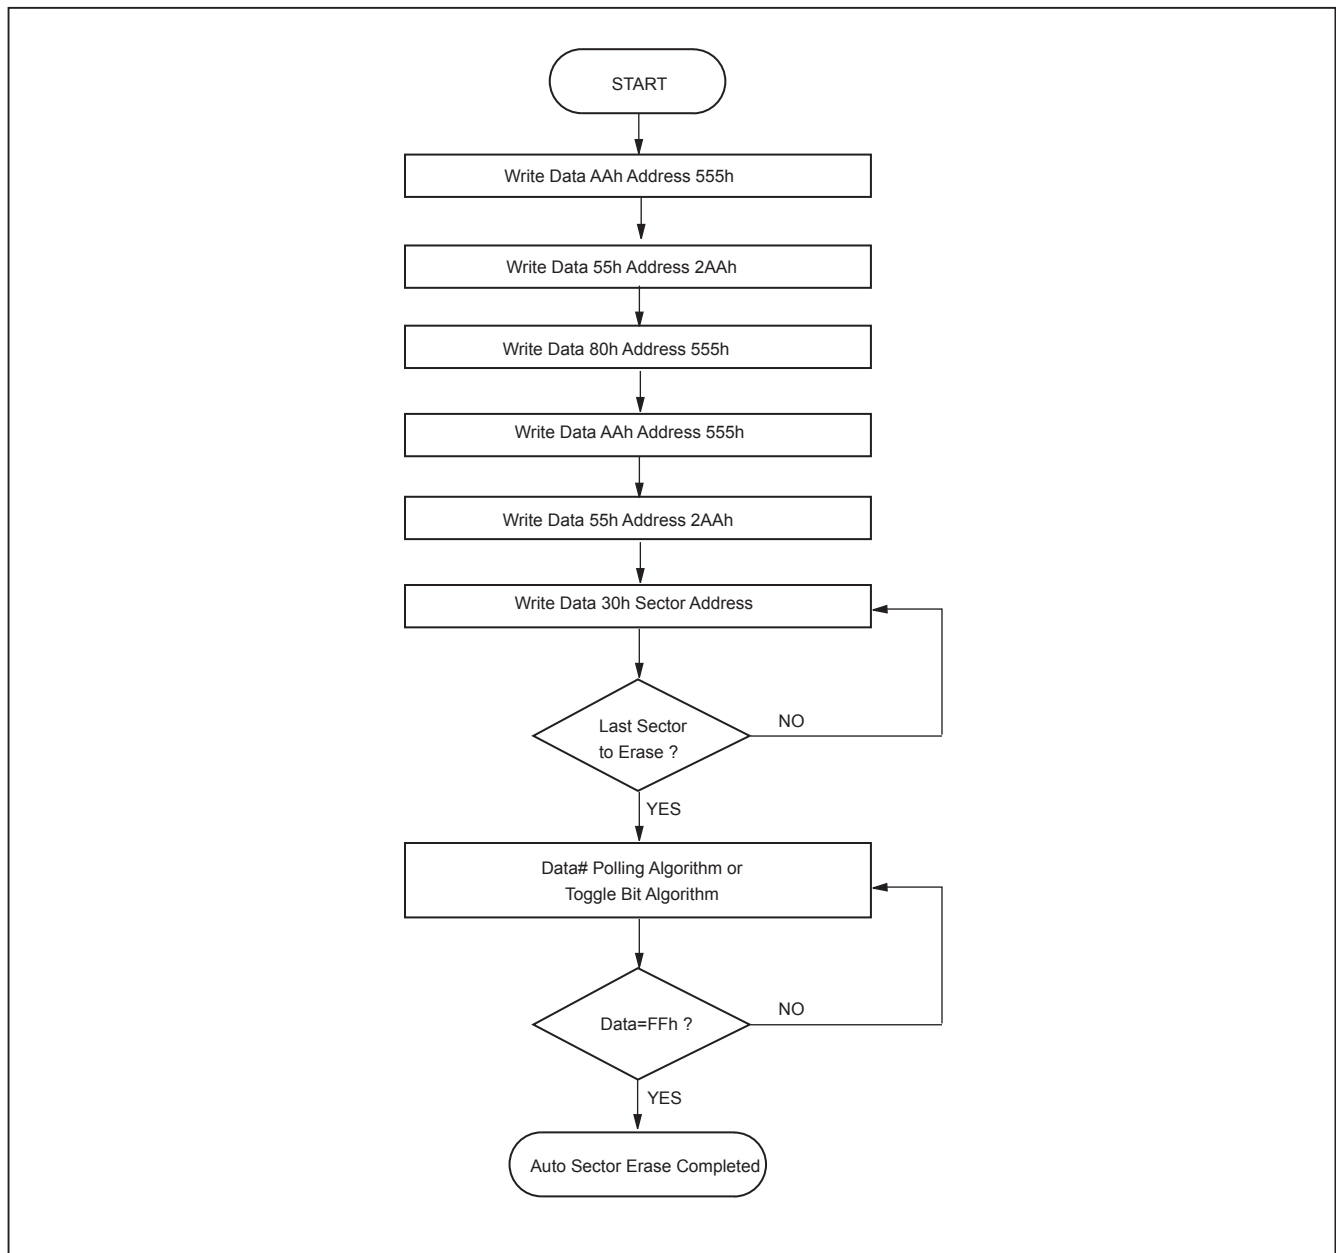 START
Write Data AAh Address 555h
Write Data 55h Address 2AAh
Write Data 80h Address 555h
Write Data AAh Address 555h
Write Data 55h Address 2AAh
Write Data 30h Sector Address
Last Sector
to Erase ?
NO
YES
Data# Polling Algorithm or
Toggle Bit Algorithm
Data=FFh ?
NO
YES
Auto Sector Erase Completed